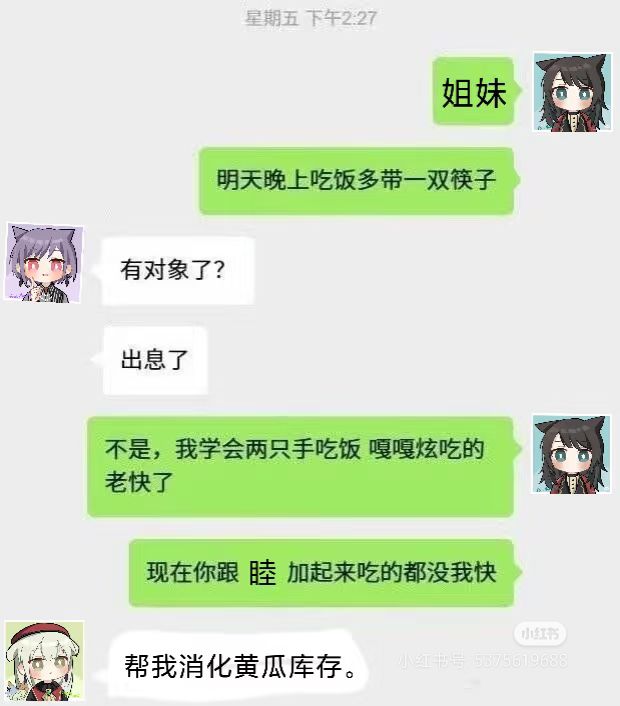 星期五 下午2:27
姐妹
明天晚上吃饭多带一双筷子
有对象了？
出息了
不是，我学会两只手吃饭 嘎嘎炫吃的
老快了
现在你跟 睦 加起来吃的都没我快
小红书
帮我消化黄瓜库存。
小红书号 5375619688